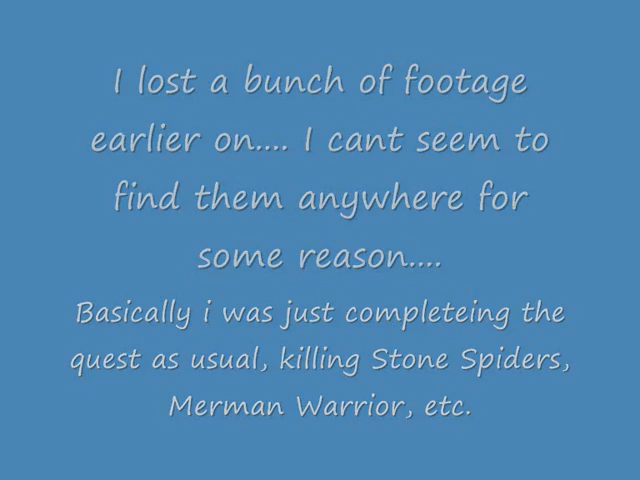 I lost a bunch of footage
earlier on.... I cant seem to
find them anywhere for
some reason....
Basically i was just completeing the
quest as usual, killing Stone Spiders,
Merman Warrior, etc.